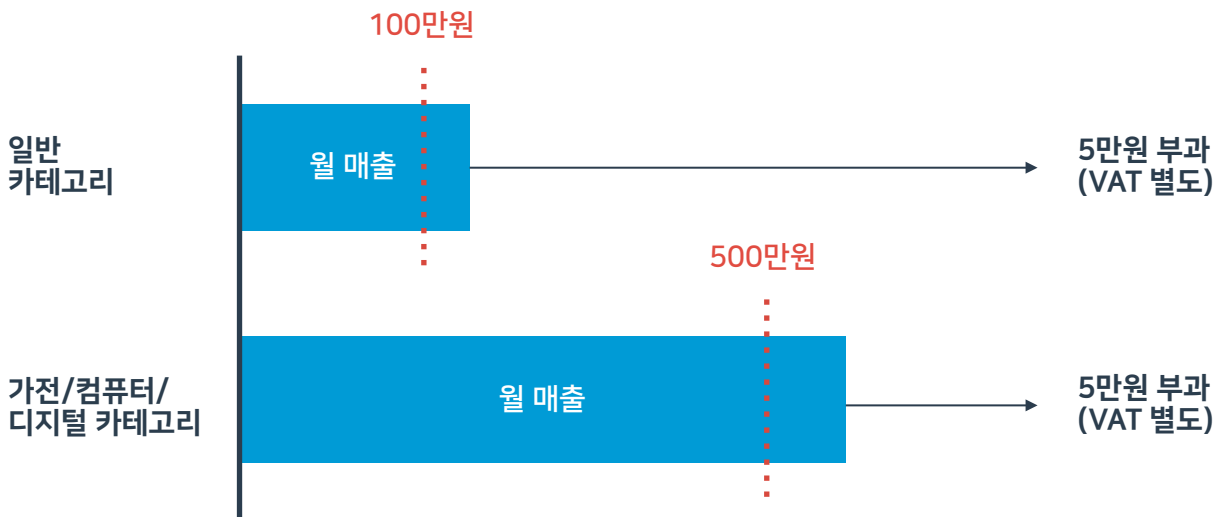 100만원
일반
카테고리
월 매출
5만원 부과
(VAT 별도)
500만원
가전/컴퓨터/
디지털 카테고리
월 매출
5만원 부과
(VAT 별도)